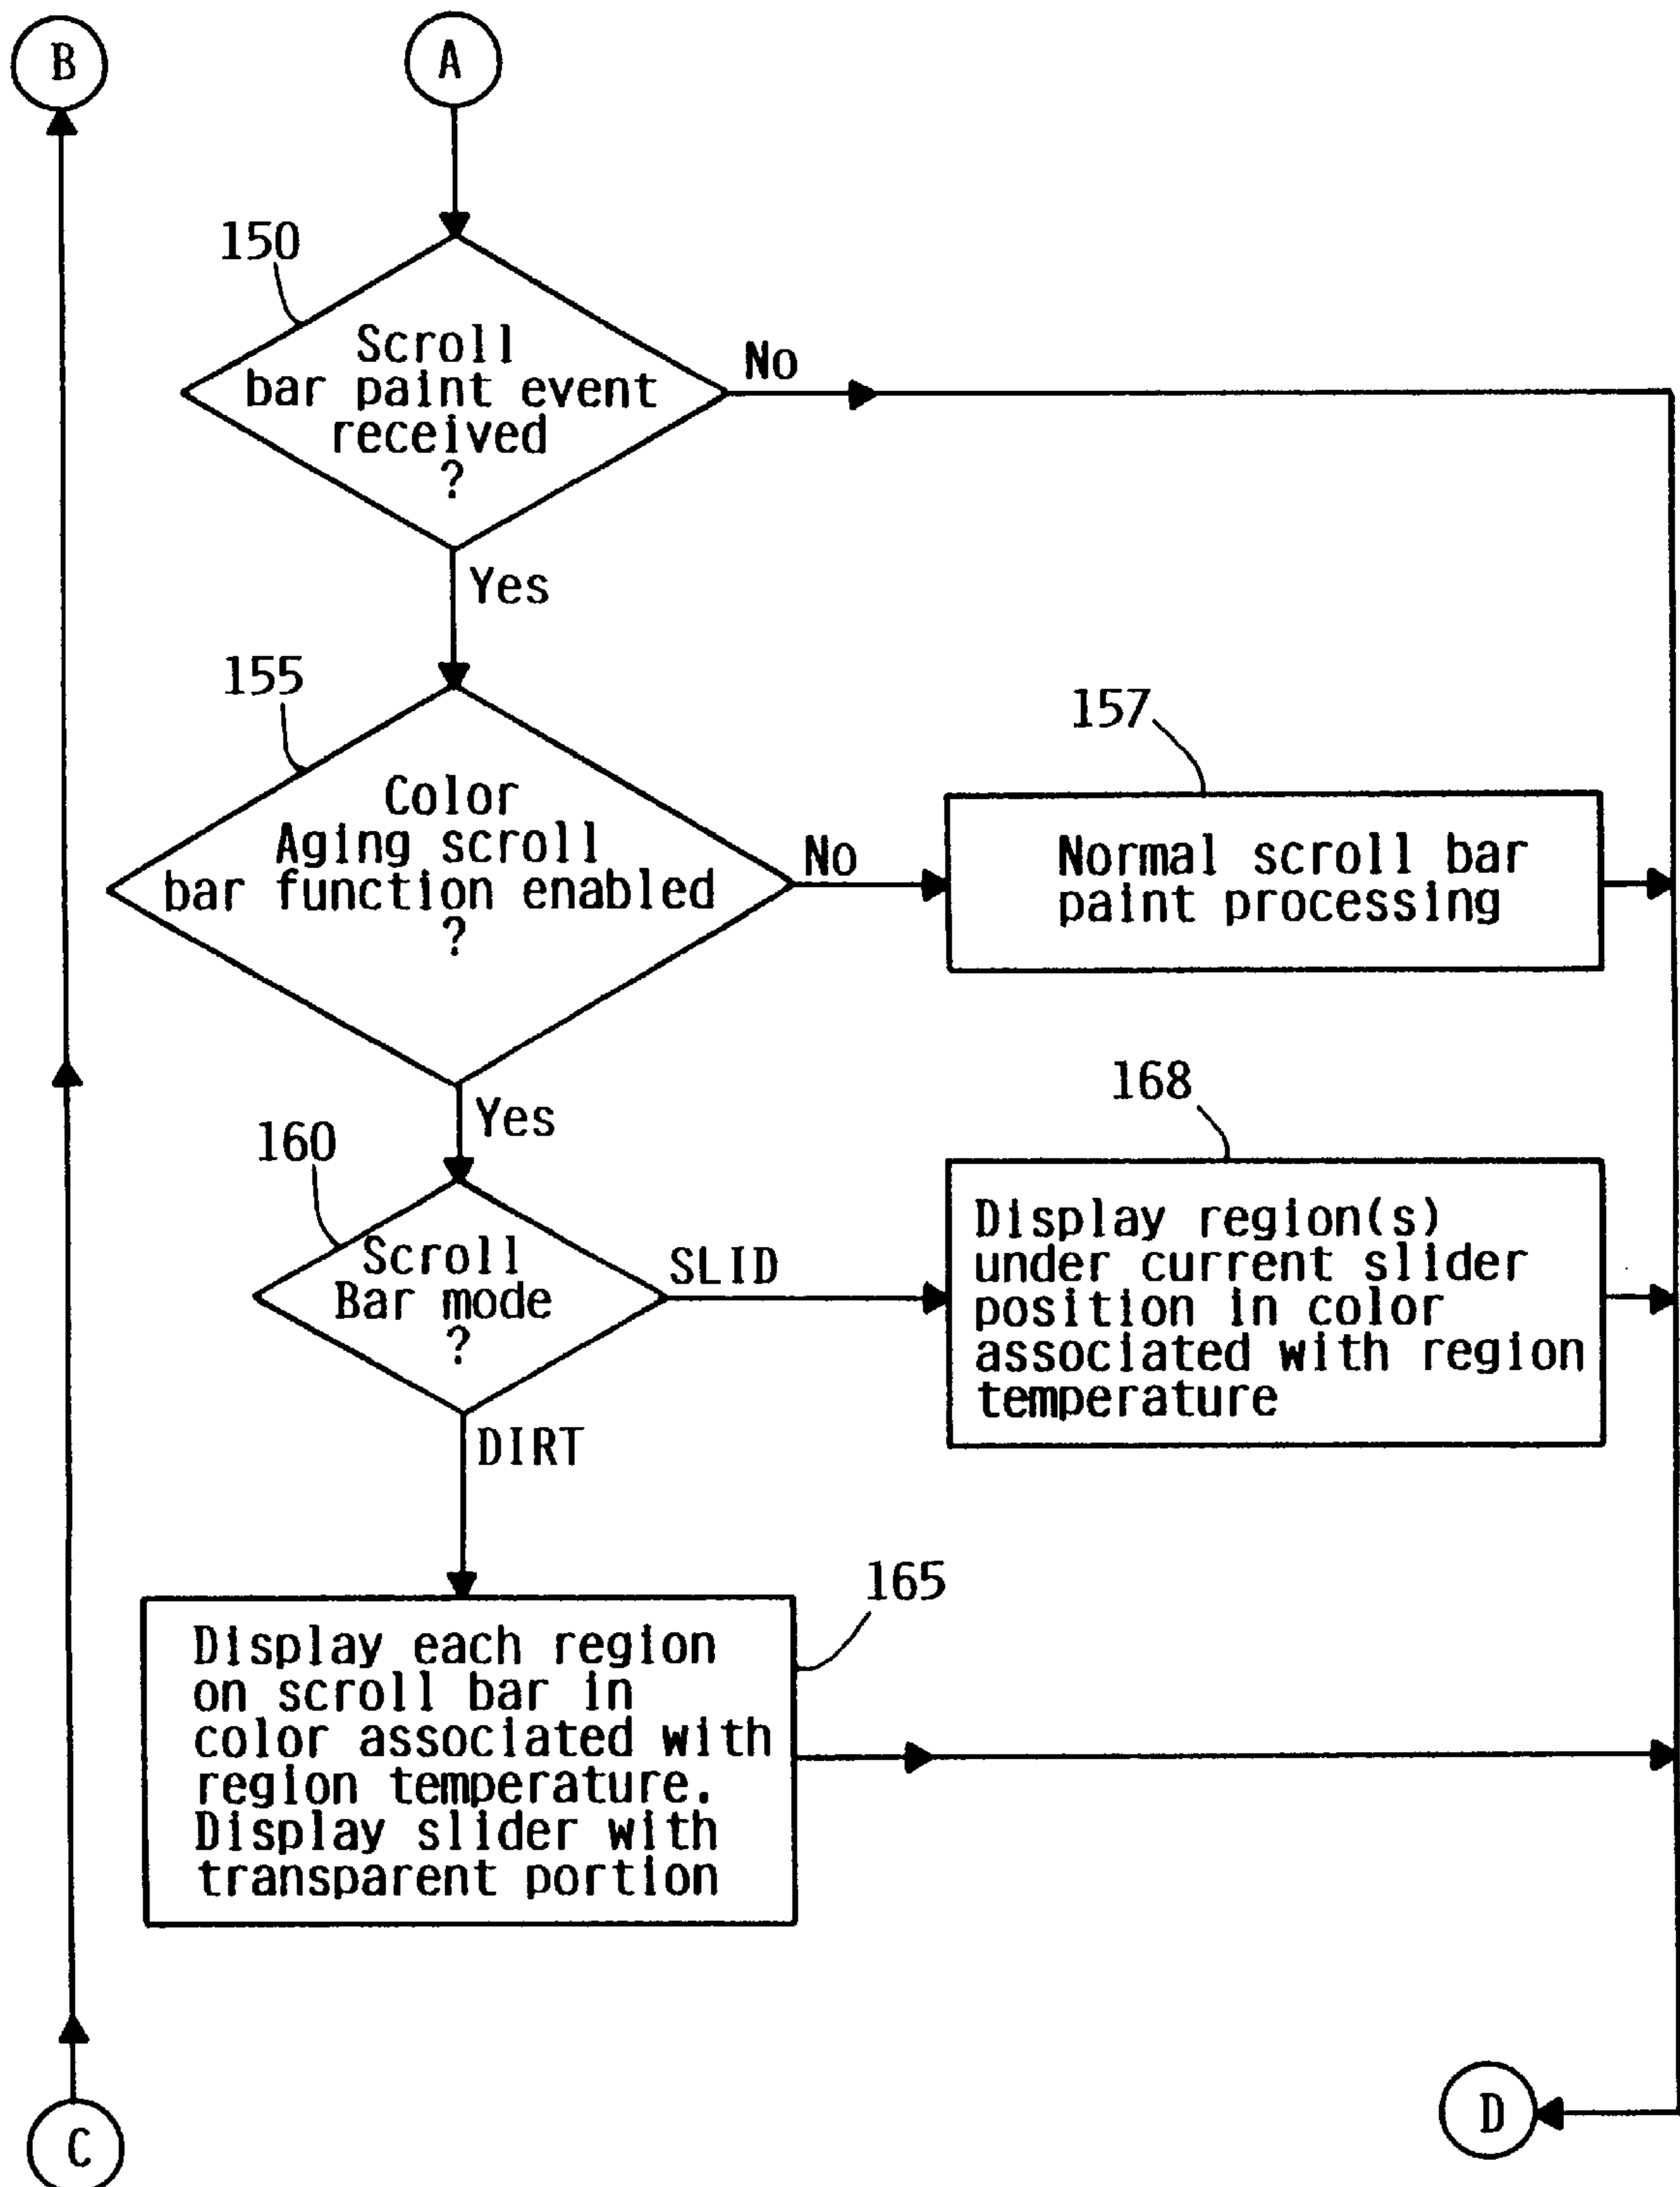 B
A
150
Scroll
bar paint event
received
?
No
Yes
155
Color
Aging scroll
bar function enabled
?
No
157
Normal scroll bar
paint processing
Yes
160
Scroll
Bar mode
?
SLID
168
Display region(s)
under current slider
position in color
associated with region
temperature
DIRT
165
Display each region
on scroll bar in
color associated with
region temperature.
Display slider with
transparent portion
C
D